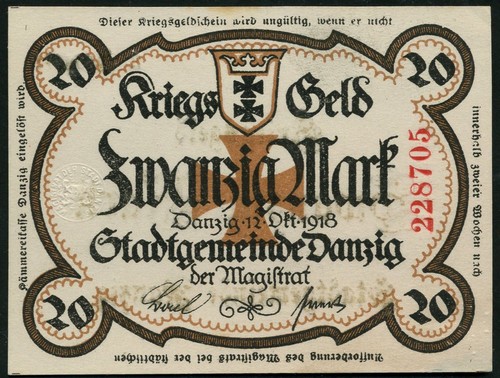 Dieser Kriegsgeldschein wird ungültig, wenn er nicht
innerhalb zweier Wochen nach
Aufforderung des Magistrats bei der städtischen
Kämmereikasse Danzig eingelöst wird.
20
20
Kriegs Geld
Zwanzig Mark
228705
Danzig·12·Okt·1918
Stadtgemeinde Danzig
der Magistrat
20
20